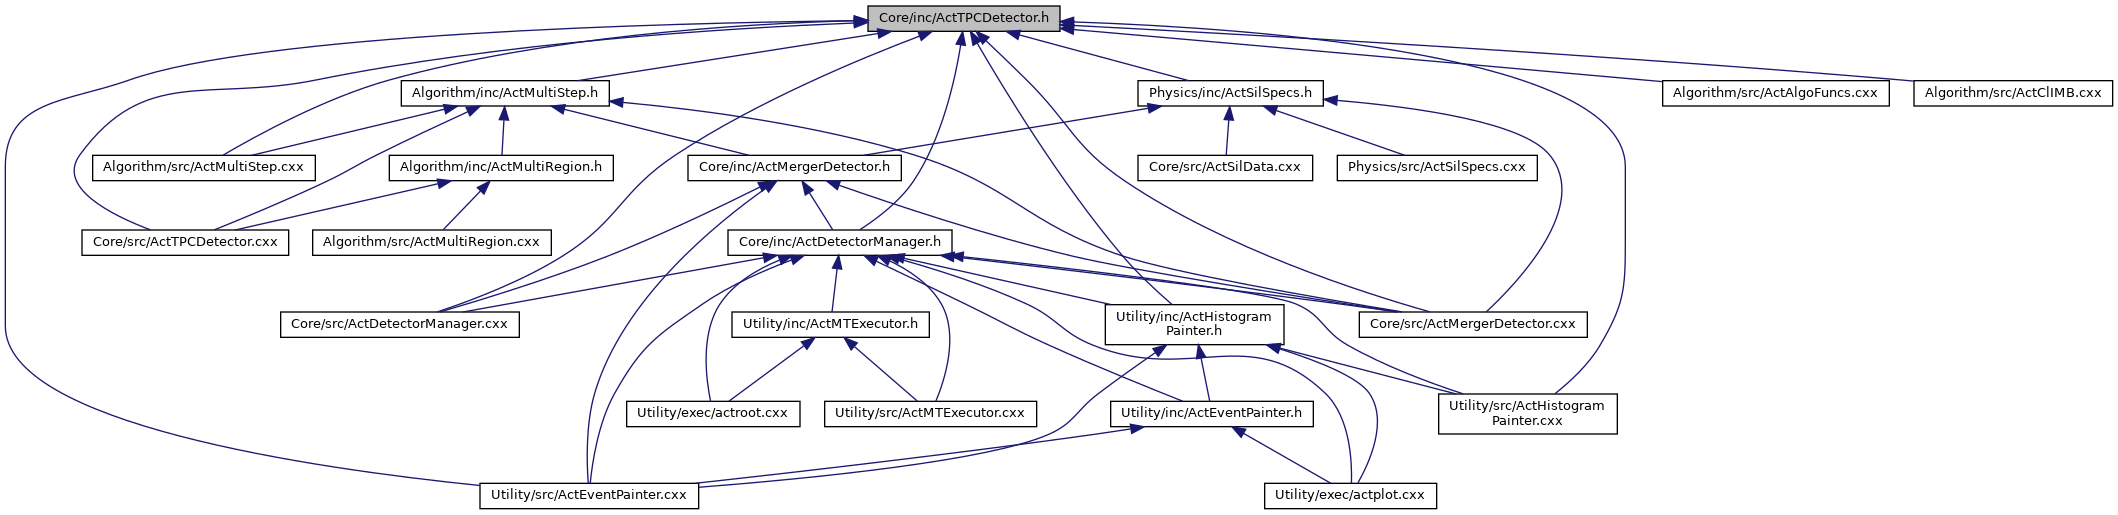 Core/inc/ActTPCDetector.h
Algorithm/inc/ActMultiStep.h
Physics/inc/ActSilSpecs.h
Algorithm/src/ActAlgoFuncs.cxx
Algorithm/src/ActClIMB.cxx
Algorithm/src/ActMultiStep.cxx
Algorithm/inc/ActMultiRegion.h
Core/inc/ActMergerDetector.h
Core/src/ActSilData.cxx
Physics/src/ActSilSpecs.cxx
Core/src/ActTPCDetector.cxx
Algorithm/src/ActMultiRegion.cxx
Core/inc/ActDetectorManager.h
Core/src/ActDetectorManager.cxx
Utility/inc/ActMTExecutor.h
Utility/inc/ActHistogram
Painter.h
Core/src/ActMergerDetector.cxx
Utility/exec/actroot.cxx
Utility/src/ActMTExecutor.cxx
Utility/inc/ActEventPainter.h
Utility/src/ActHistogram
Painter.cxx
Utility/src/ActEventPainter.cxx
Utility/exec/actplot.cxx